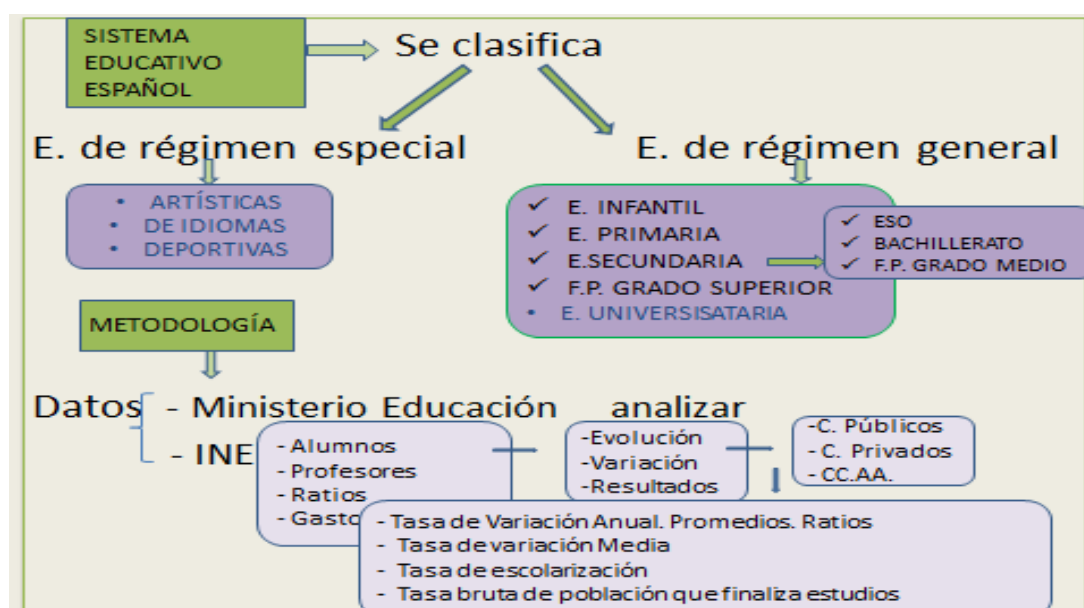 SISTEMA
EDUCATIVO
ESPAÑOL
Se clasifica
E. de régimen especial
E. de régimen general
• ARTÍSTICAS
• DE IDIOMAS
• DEPORTIVAS
✓ E. INFANTIL
✓ E. PRIMARIA
✓ E.SECUNDARIA
✓ F.P. GRADO SUPERIOR
• E. UNIVERSISATARIA
✓ ESO
✓ BACHILLERATO
✓ F.P. GRADO MEDIO
METODOLOGÍA
Datos - Ministerio Educación analizar
- INE
- Alumnos
- Profesores
- Ratios
- Gasto
-Evolución
-Variación
-Resultados
-C. Públicos
- C. Privados
- CC.AA.
- Tasa de Variación Anual. Promedios. Ratios
- Tasa de variación Media
- Tasa de escolarización
- Tasa bruta de población que finaliza estudios